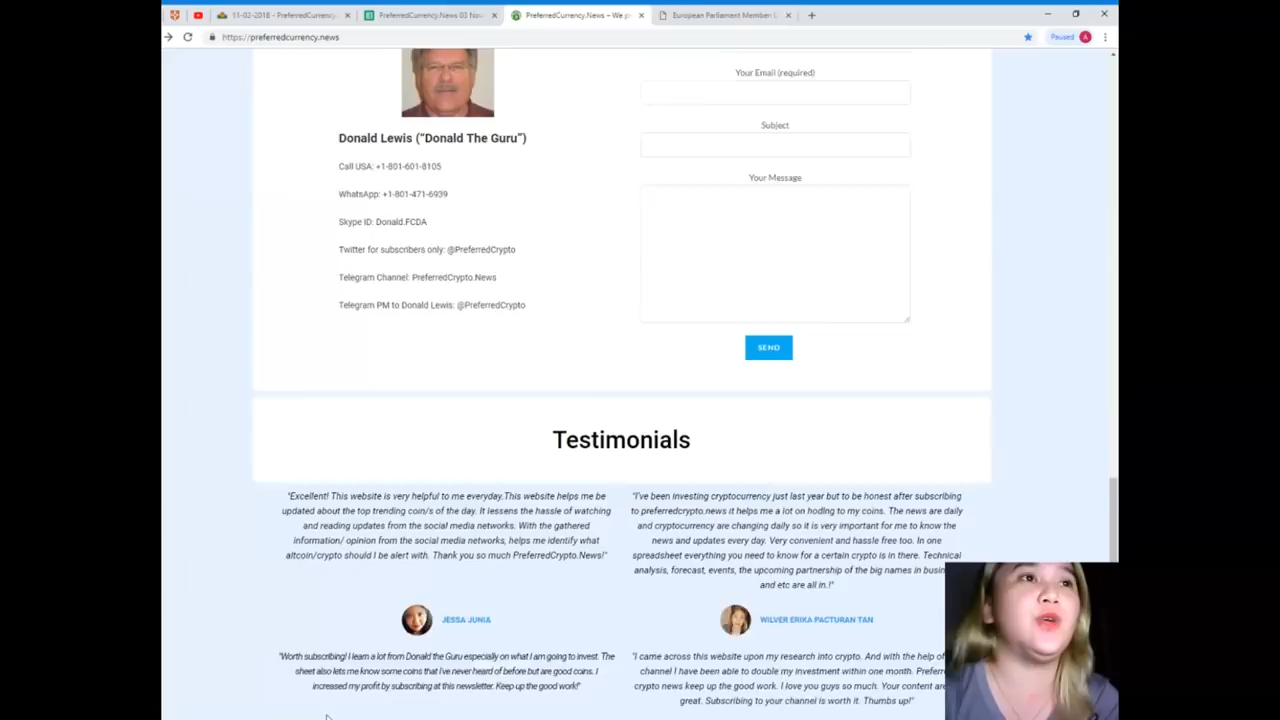 11-02-2018 - PreferredCurrency.
PreferredCurrency.News 03 Nov
PreferredCurrency.News – We pr
European Parliament Member L
https://preferredcurrency.news
Paused
A
Your Email (required)
Subject
Your Message
SEND
Donald Lewis (“Donald The Guru”)
Call USA: +1-801-601-8105
WhatsApp: +1-801-471-6939
Skype ID: Donald.FCDA
Twitter for subscribers only: @PreferredCrypto
Telegram Channel: PreferredCrypto.News
Telegram PM to Donald Lewis: @PreferredCrypto
Testimonials
"Excellent! This website is very helpful to me everyday.This website helps me be
updated about the top trending coin/s of the day. It lessens the hassle of watching
and reading updates from the social media networks. With the gathered
information/ opinion from the social media networks, helps me identify what
altcoin/crypto should I be alert with. Thank you so much PreferredCrypto.News!"
JESSA JUNIA
"I've been investing cryptocurrency just last year but to be honest after subscribing
to preferredcrypto.news it helps me a lot on hodlng to my coins. The news are daily
and cryptocurrency are changing daily so it is very important for me to know the
news and updates every day. Very convenient and hassle free too. In one
spreadsheet everything you need to know for a certain crypto is in there. Technical
analysis, forecast, events, the upcoming partnership of the big names in busin
and etc are all in.!"
WILVER ERIKA PACTURAN TAN
"Worth subscribing! I learn a lot from Donald the Guru especially on what I am going to invest. The
sheet also lets me know some coins that I've never heard of before but are good coins. I
increased my profit by subscribing at this newsletter. Keep up the good work!"
"I came across this website upon my research into crypto. And with the help of
channel I have been able to double my investment within one month. Prefer
crypto news keep up the good work. I love you guys so much. Your content are
great. Subscribing to your channel is worth it. Thumbs up!"